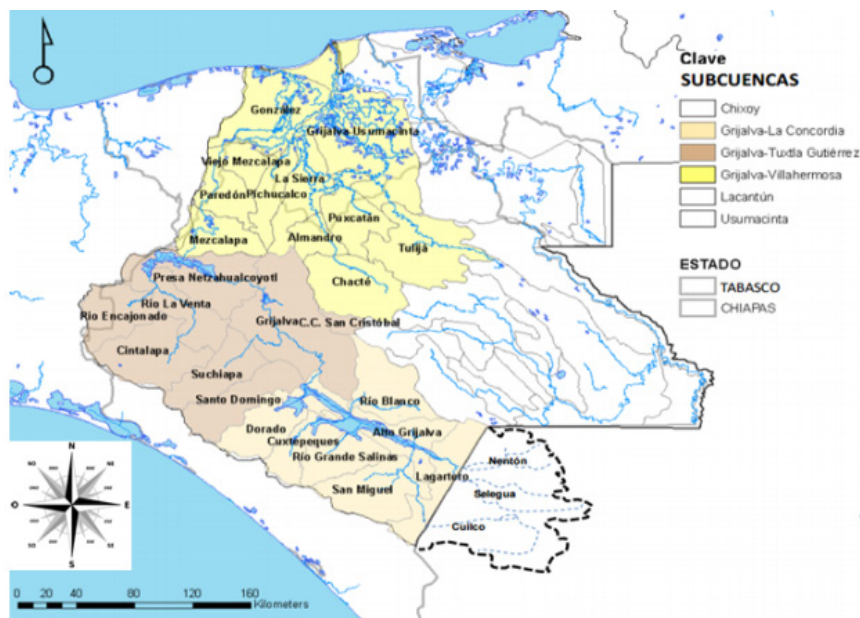 Clave
SUBCUENCAS
Chixoy
Grijalva-La Concordia
Grijalva-Tuxtla Gutiérrez
Grijalva-Villahermosa
Lacantún
Usumacinta
ESTADO
TABASCO
CHIAPAS
González
Grijalva-Usumacinta
Viejo Mezcalapa
La Sierra
Paredón
Pichucalco
Puxcatán
Mezcalapa
Almandro
Tulijá
Chacté
Presa Netzahualcoyotl
Río La Venta
Río Encajonado
Grijalva
C.C. San Cristóbal
Cintalapa
Suchiapa
Santo Domingo
Río Blanco
Dorado
Alto Grijalva
Cuxtepeques
Río Grande Salinas
Lagartero
San Miguel
Nentón
Selegua
Cuilco
N
O
E
S
0 20 40 80 120 160
Kilometers